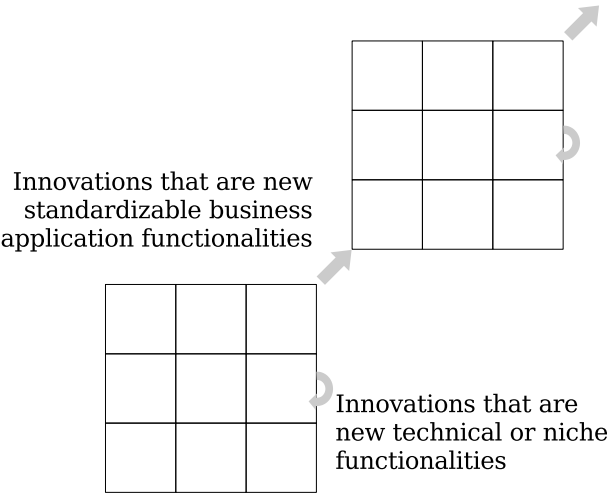 Innovations that are new
standardizable business
application functionalities
Innovations that are
new technical or niche
functionalities